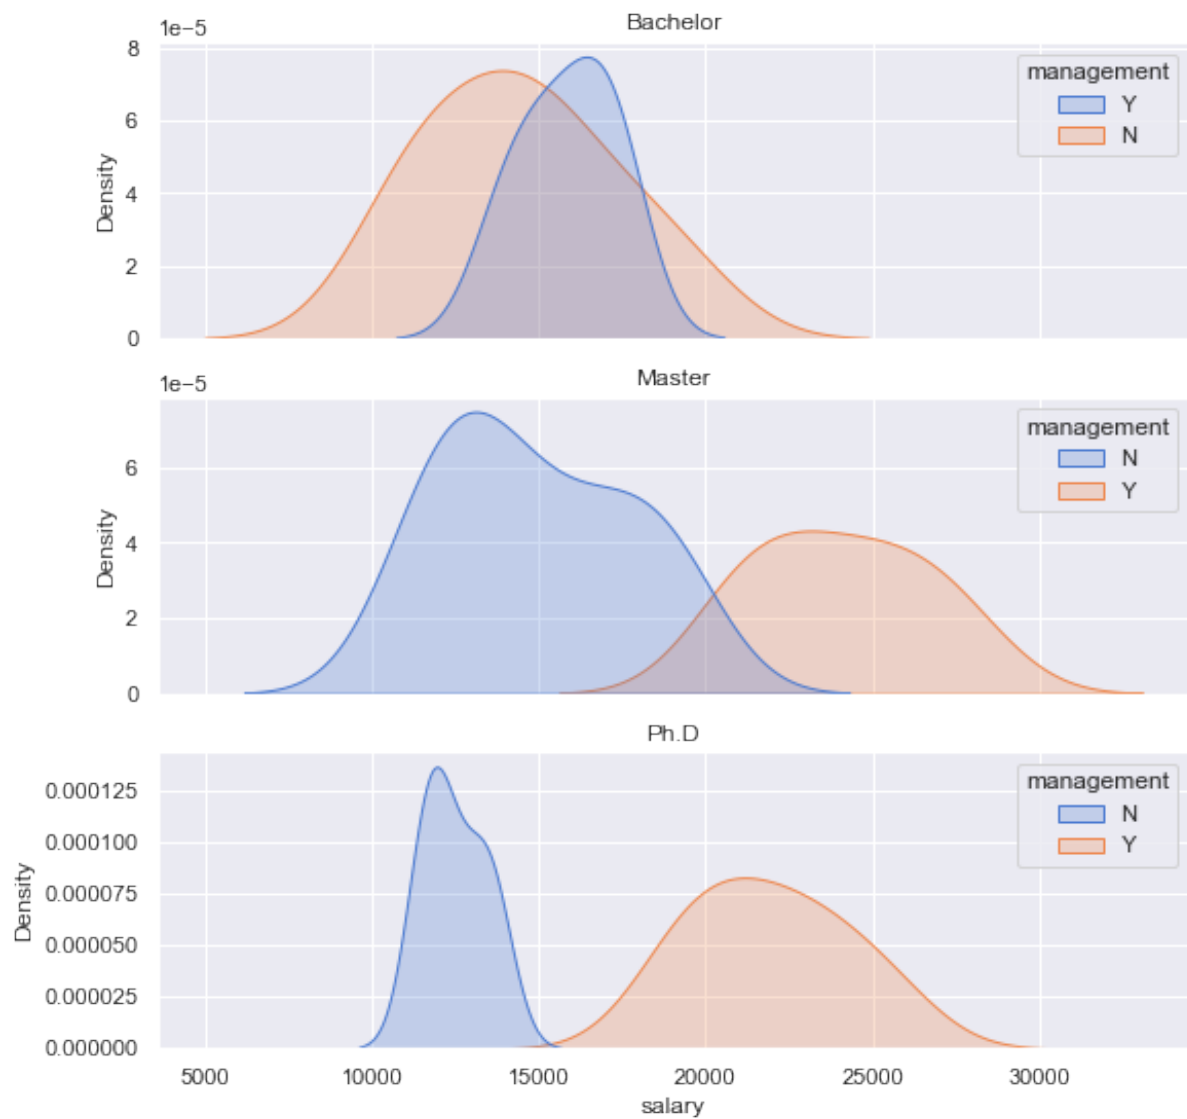 Bachelor
1e−5
8
6
4
2
0
Density
management
Y
N
Master
1e−5
6
4
2
0
Density
management
N
Y
Ph.D
0.000125
0.000100
0.000075
0.000050
0.000025
0.000000
Density
management
N
Y
5000 10000 15000 20000 25000 30000
salary